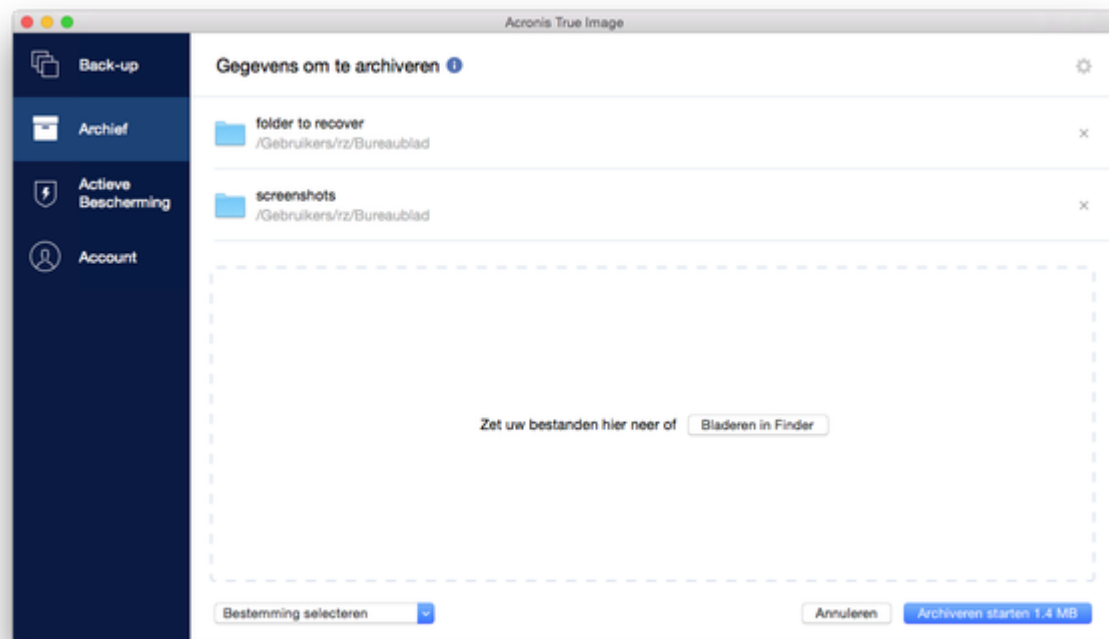 Acronis True Image
Back-up
Archief
Actieve
Bescherming
Account
Gegevens om te archiveren
folder to recover
/Gebruikers/rz/Bureaublad
screenshots
/Gebruikers/rz/Bureaublad
Zet uw bestanden hier neer of Bladeren in Finder
Bestemming selecteren Annuleren Archiveren starten 1.4 MB